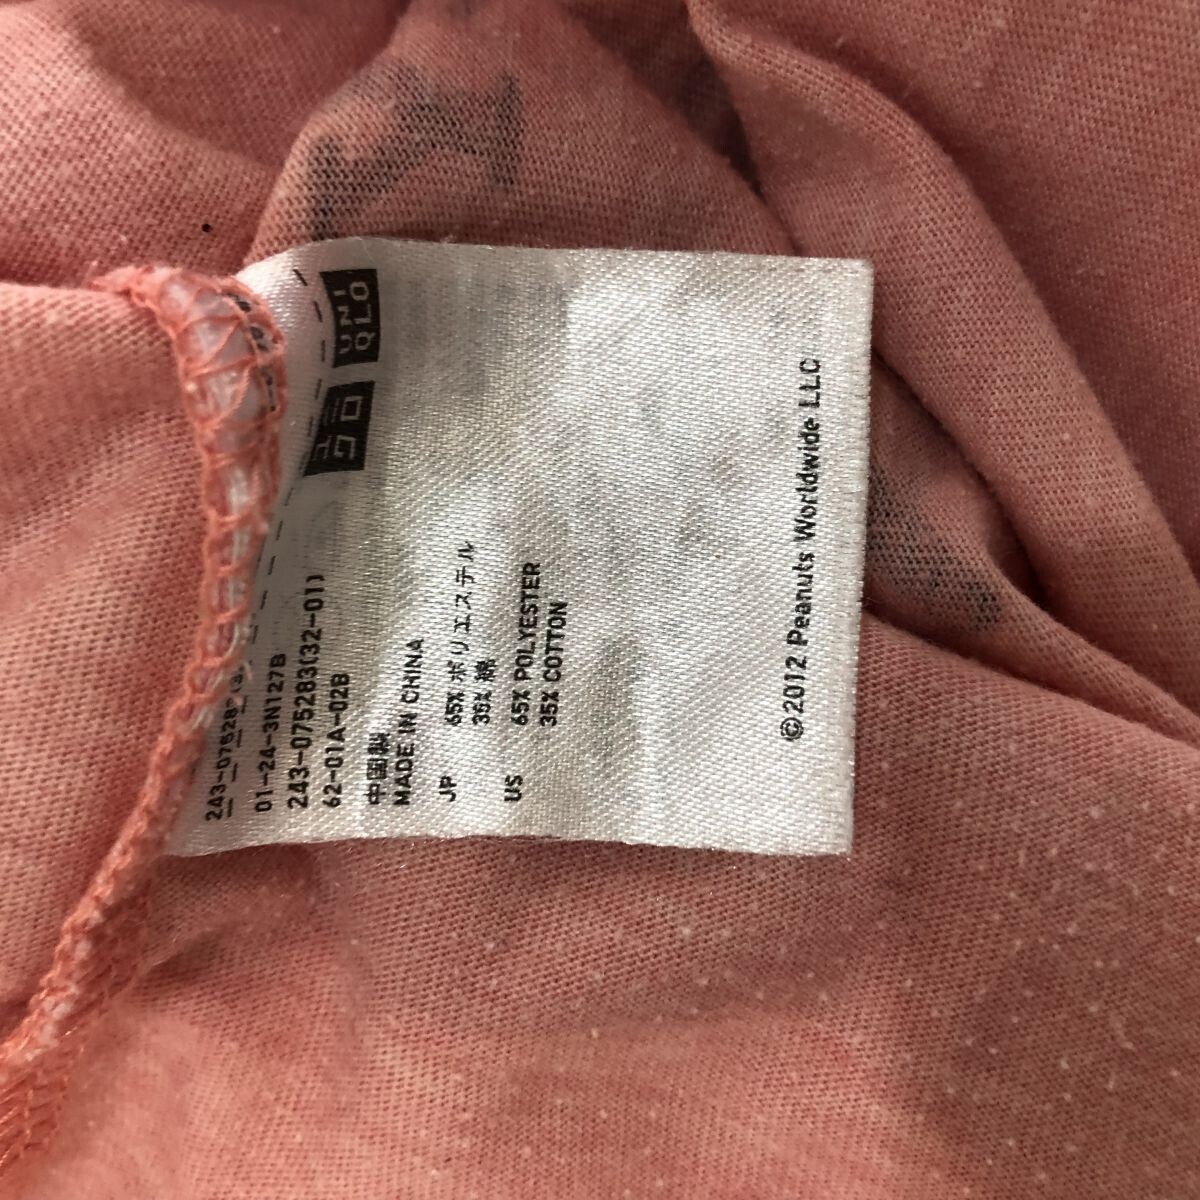 UNI
QLO
ユニ
クロ
01-24-3N127B
243-075283(32-01)
62-01A-02B
中国製
MADE IN CHINA
JP 65% ポリエステル
35% 綿
US 65% POLYESTER
35% COTTON
©2012 Peanuts Worldwide LLC